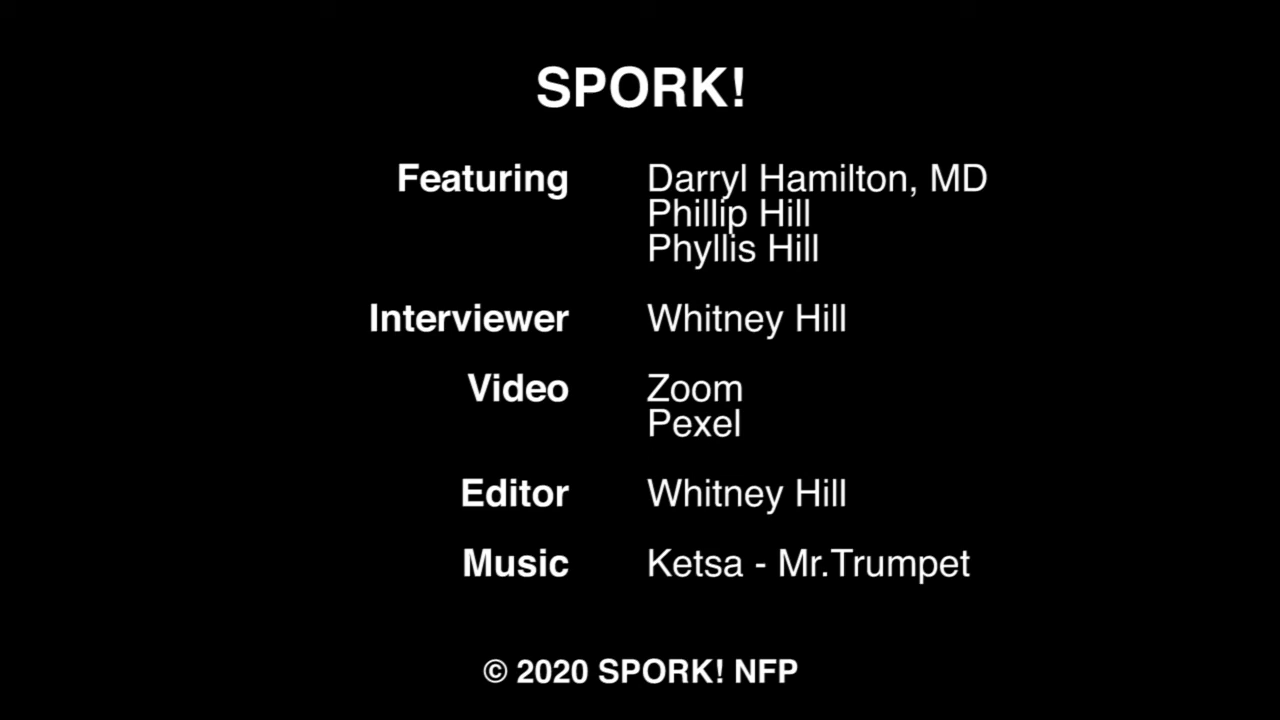 SPORK!
Featuring Darryl Hamilton, MD
Phillip Hill
Phyllis Hill
Interviewer Whitney Hill
Video Zoom
Pexel
Editor Whitney Hill
Music Ketsa - Mr.Trumpet
© 2020 SPORK! NFP